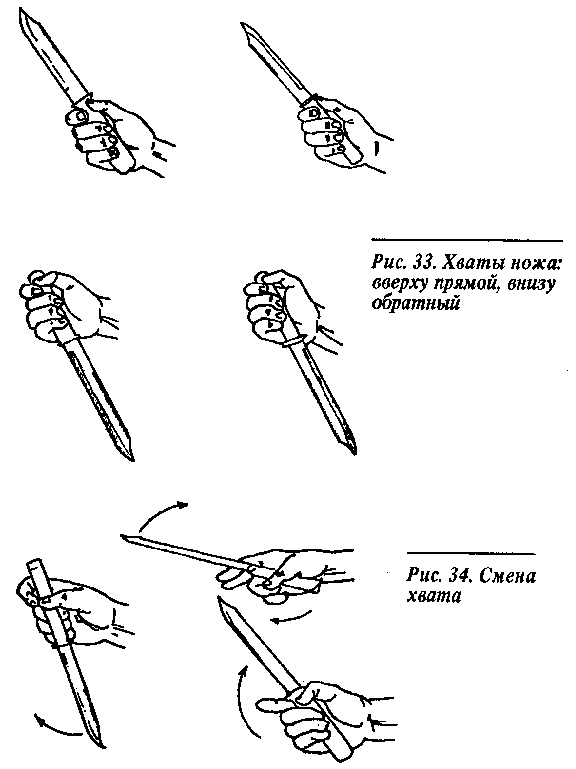 Рис. 33. Хваты ножа:
вверху прямой, внизу
обратный
Рис. 34. Смена
хвата